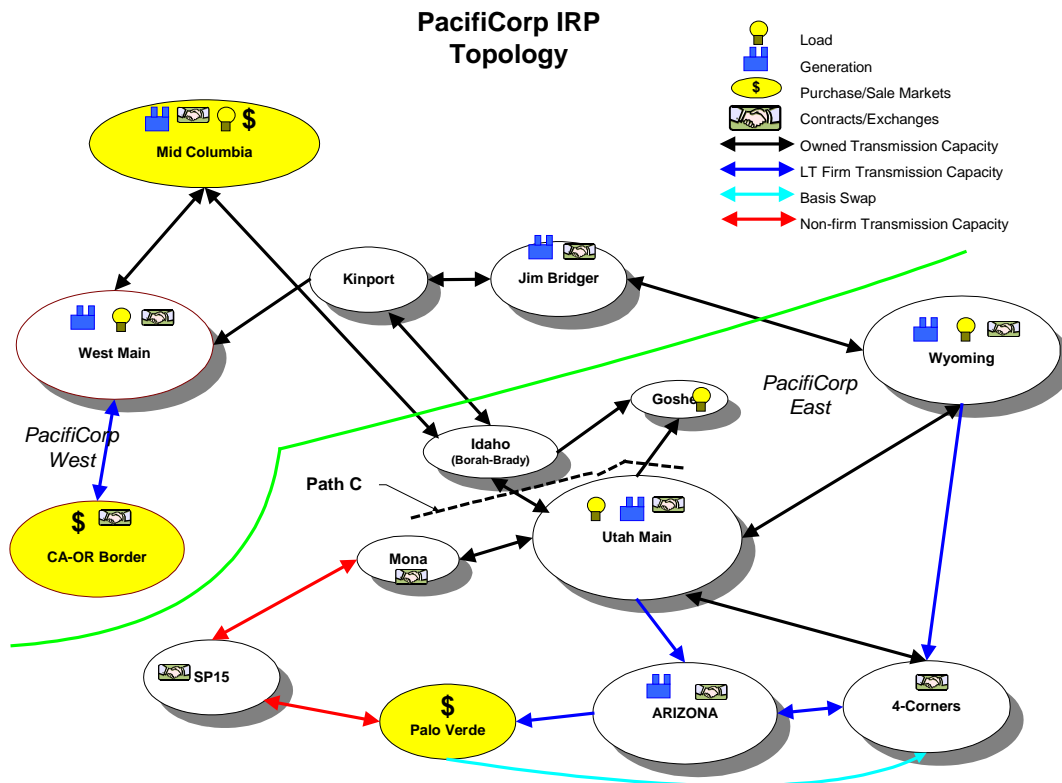 PacifiCorp IRP
Topology
Load
Generation
$
Purchase/Sale Markets
Contracts/Exchanges
Owned Transmission Capacity
LT Firm Transmission Capacity
Basis Swap
Non-firm Transmission Capacity
$
Mid Columbia
Kinport
Jim Bridger
West Main
Wyoming
PacifiCorp
East
Goshe
PacifiCorp
West
Idaho
(Borah-Brady)
Path C
$
CA-OR Border
Utah Main
Mona
SP15
$
Palo Verde
ARIZONA
4-Corners